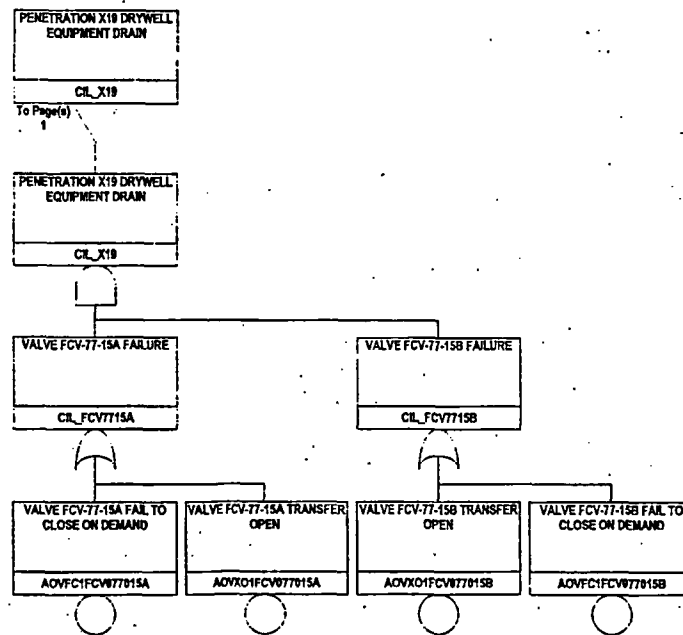 PENETRATION X19 DRYWELL
EQUIPMENT DRAIN
CIL_X19
To Page(s)
1
PENETRATION X19 DRYWELL
EQUIPMENT DRAIN
CIL_X19
VALVE FCV-77-15A FAILURE
VALVE FCV-77-15B FAILURE
CIL_FCV7715A
CIL_FCV7715B
VALVE FCV-77-15A FAIL TO
CLOSE ON DEMAND
VALVE FCV-77-15A TRANSFER
OPEN
VALVE FCV-77-15B TRANSFER
OPEN
VALVE FCV-77-15B FAIL TO
CLOSE ON DEMAND
AOVFC1FCV077015A
AOVXO1FCV077015A
AOVXO1FCV077015B
AOVFC1FCV077015B